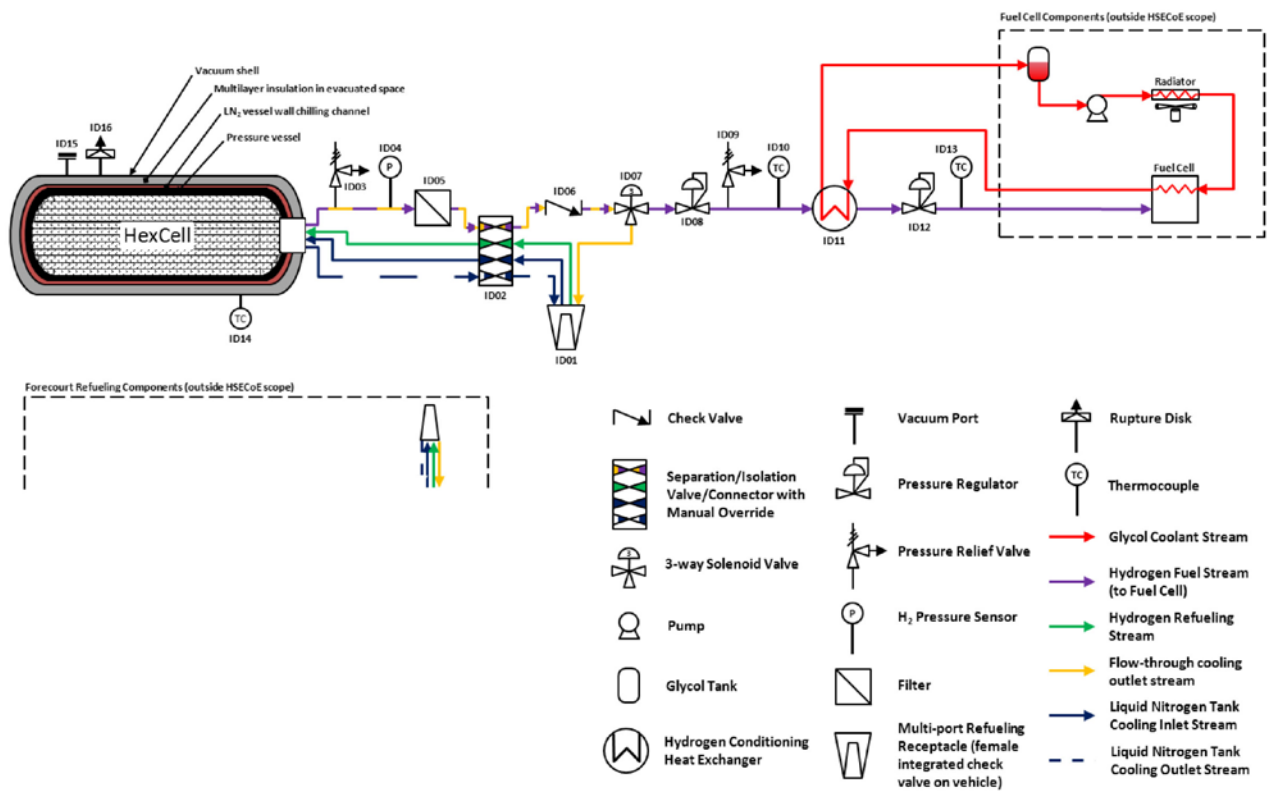 Fuel Cell Components (outside HSECoE scope)
Vacuum shell
Multilayer insulation in evacuated space
LN2 vessel wall chilling channel
Pressure vessel
ID15
ID16
HexCell
TC
ID14
ID03
P
ID04
ID05
ID02
ID06
S
ID07
ID01
ID08
ID09
TC
ID10
ID11
ID12
TC
ID13
Radiator
Fuel Cell
Forecourt Refueling Components (outside HSECoE scope)
Check Valve
Separation/Isolation
Valve/Connector with
Manual Override
S
3-way Solenoid Valve
Pump
Glycol Tank
Hydrogen Conditioning
Heat Exchanger
Vacuum Port
Pressure Regulator
Pressure Relief Valve
P
H2 Pressure Sensor
Filter
Multi-port Refueling
Receptacle (female
integrated check
valve on vehicle)
Rupture Disk
TC
Thermocouple
Glycol Coolant Stream
Hydrogen Fuel Stream
(to Fuel Cell)
Hydrogen Refueling
Stream
Flow-through cooling
outlet stream
Liquid Nitrogen Tank
Cooling Inlet Stream
Liquid Nitrogen Tank
Cooling Outlet Stream